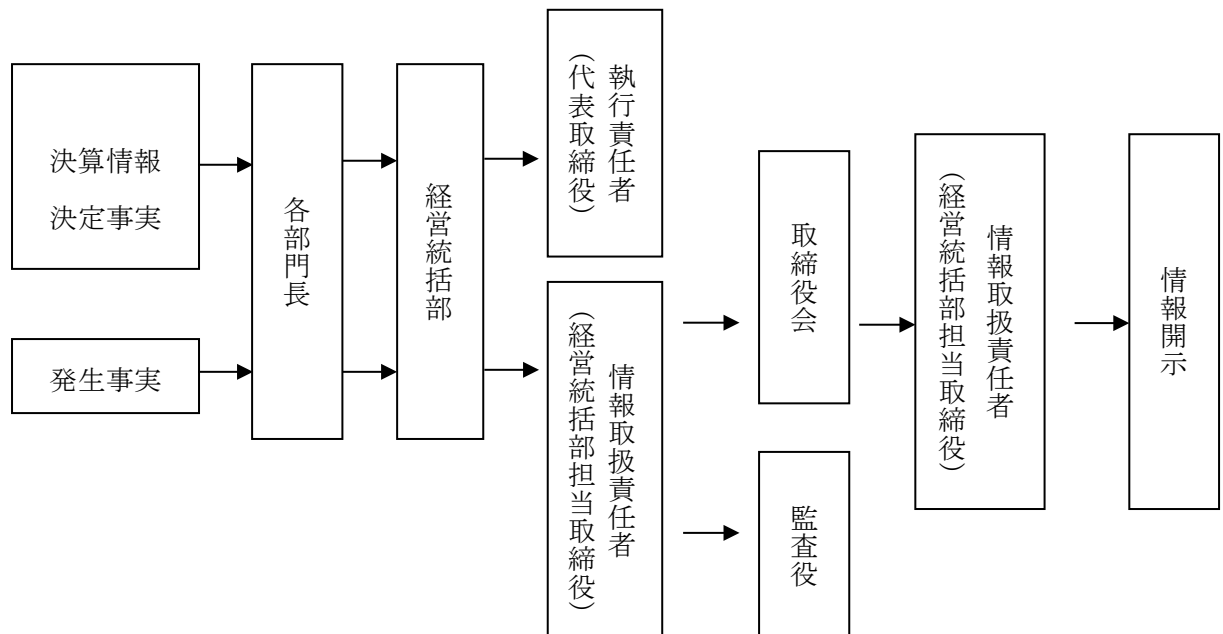 決算情報
決定事実
発生事実
各部門長
経営統括部
執行責任者
（代表取締役）
情報取扱責任者
（経営統括部担当取締役）
取締役会
監査役
情報取扱責任者
（経営統括部担当取締役）
情報開示